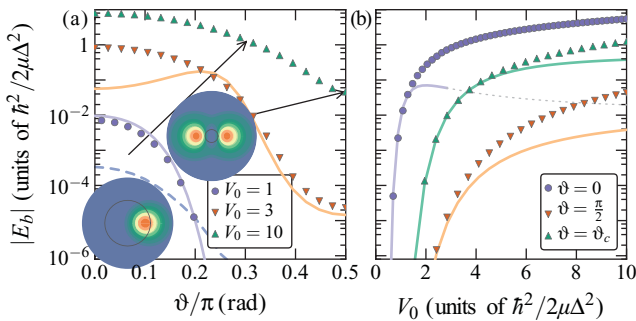 (a)
(b)
|E_b| (units of ℏ²/2μΔ²)
10¹
10⁻²
10⁻⁴
10⁻⁶
V₀ = 1
V₀ = 3
V₀ = 10
ϑ = 0
ϑ = π/2
ϑ = ϑ_c
0.0 0.1 0.2 0.3 0.4 0.5
0 2 4 6 8 10
ϑ/π (rad)
V₀ (units of ℏ²/2μΔ²)